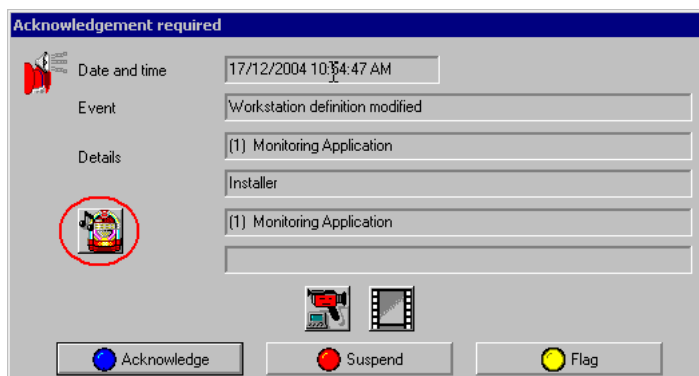 Acknowledgement required
Date and time 17/12/2004 10:54:47 AM
Event Workstation definition modified
Details (1) Monitoring Application
Installer
(1) Monitoring Application
Acknowledge Suspend Flag